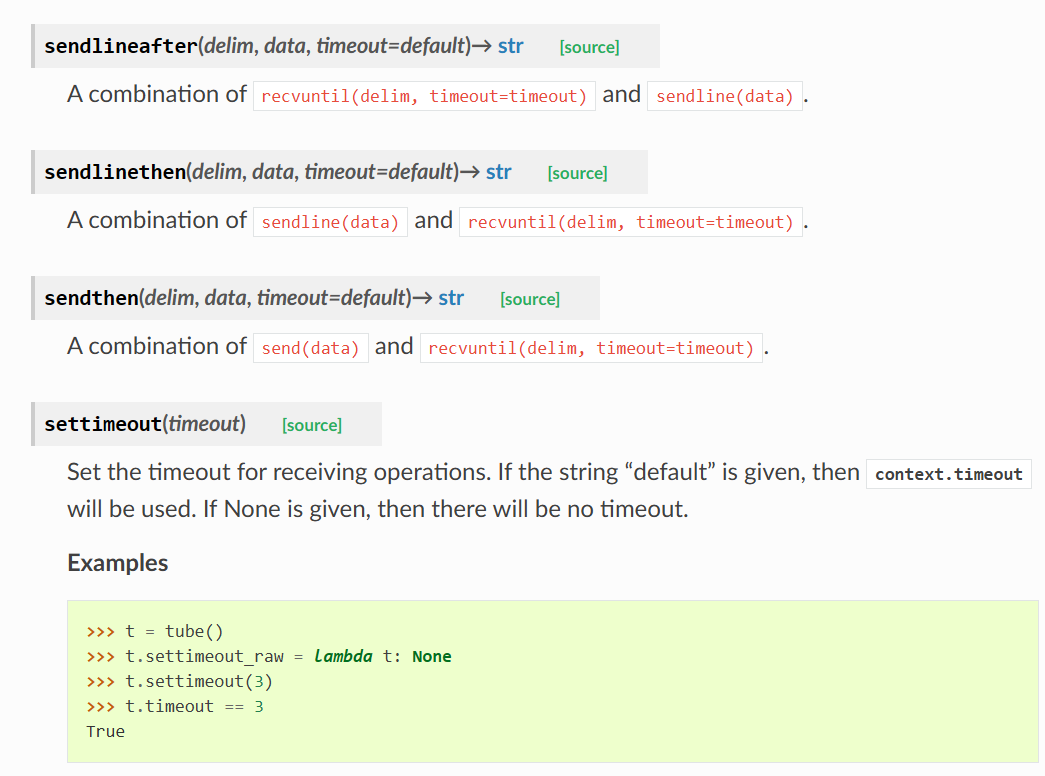 sendlineafter(delim, data, timeout=default)→ str [source]
A combination of recvuntil(delim, timeout=timeout) and sendline(data) .
sendlinethen(delim, data, timeout=default)→ str [source]
A combination of sendline(data) and recvuntil(delim, timeout=timeout) .
sendthen(delim, data, timeout=default)→ str [source]
A combination of send(data) and recvuntil(delim, timeout=timeout) .
settimeout(timeout) [source]
Set the timeout for receiving operations. If the string “default” is given, then context.timeout
will be used. If None is given, then there will be no timeout.
Examples
>>> t = tube()
>>> t.settimeout_raw = lambda t: None
>>> t.settimeout(3)
>>> t.timeout == 3
True